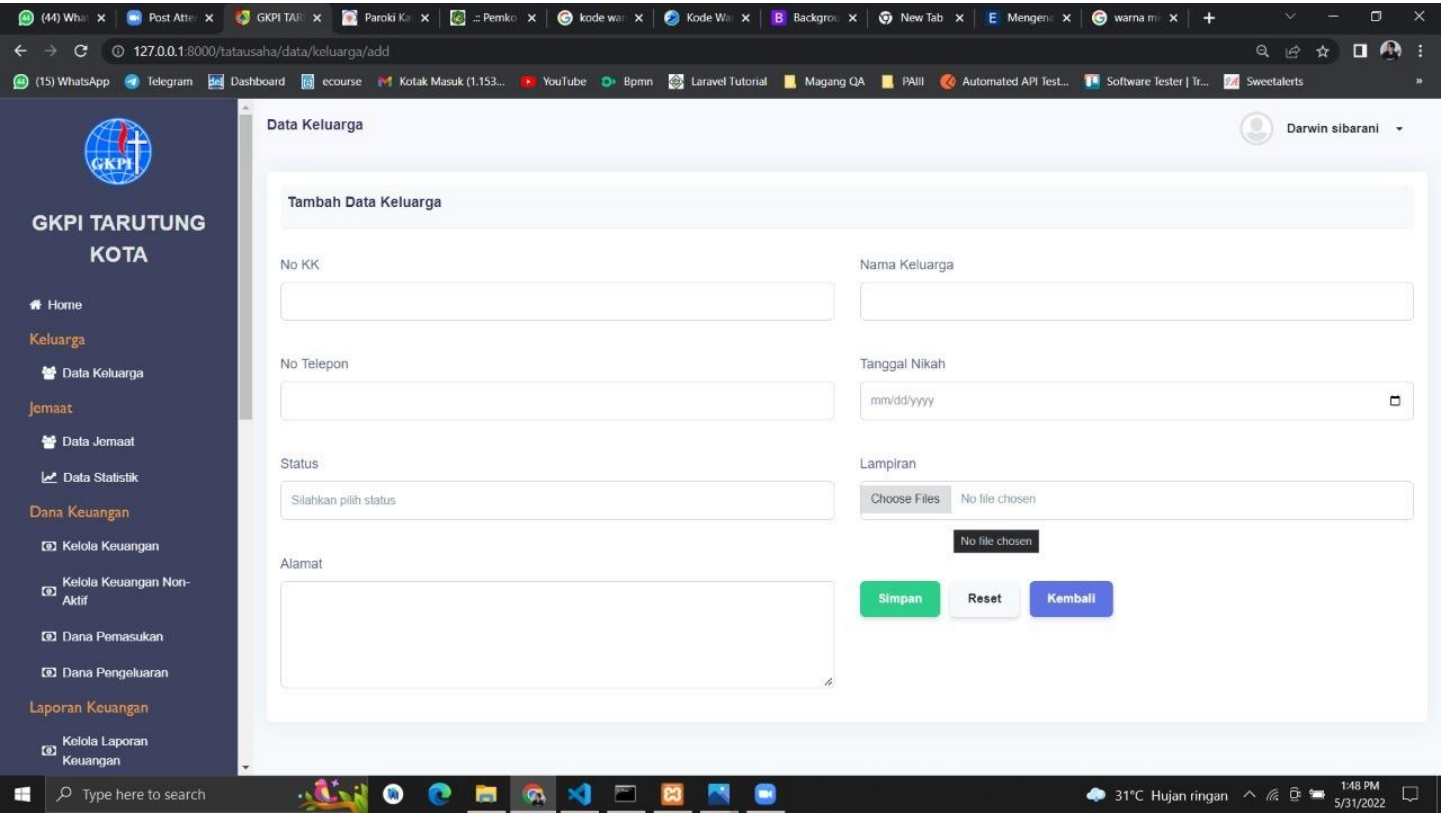 (44) What
Post Atte
GKPI TAR
Paroki Ka
.:: Pemko
kode war
Kode Wa
Backgrou
New Tab
Mengena
warna m
127.0.0.1:8000/tatausaha/data/keluarga/add
(15) WhatsApp
Telegram
Dashboard
ecourse
Kotak Masuk (1.153...
YouTube
Bpmn
Laravel Tutorial
Magang QA
PAIII
Automated API Test...
Software Tester | Tr...
Sweetalerts
GKPI
GKPI TARUTUNG
KOTA
Home
Keluarga
Data Keluarga
Jemaat
Data Jemaat
Data Statistik
Dana Keuangan
Kelola Keuangan
Kelola Keuangan Non-
Aktif
Dana Pemasukan
Dana Pengeluaran
Laporan Keuangan
Kelola Laporan
Keuangan
Data Keluarga
Darwin sibarani
Tambah Data Keluarga
No KK
Nama Keluarga
No Telepon
Tanggal Nikah
mm/dd/yyyy
Status
Silahkan pilih status
Lampiran
Choose Files
No file chosen
No file chosen
Alamat
Simpan
Reset
Kembali
Type here to search
31°C Hujan ringan
1:48 PM
5/31/2022